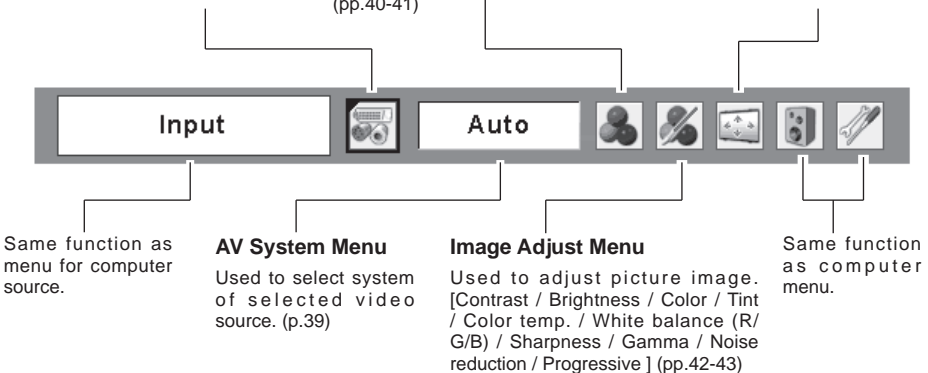 (pp.40-41)
Input
Auto
Same function as
menu for computer
source.
AV System Menu
Used to select system
of selected video
source. (p.39)
Image Adjust Menu
Used to adjust picture image.
[Contrast / Brightness / Color / Tint
/ Color temp. / White balance (R/
G/B) / Sharpness / Gamma / Noise
reduction / Progressive ] (pp.42-43)
Same function
as computer
menu.